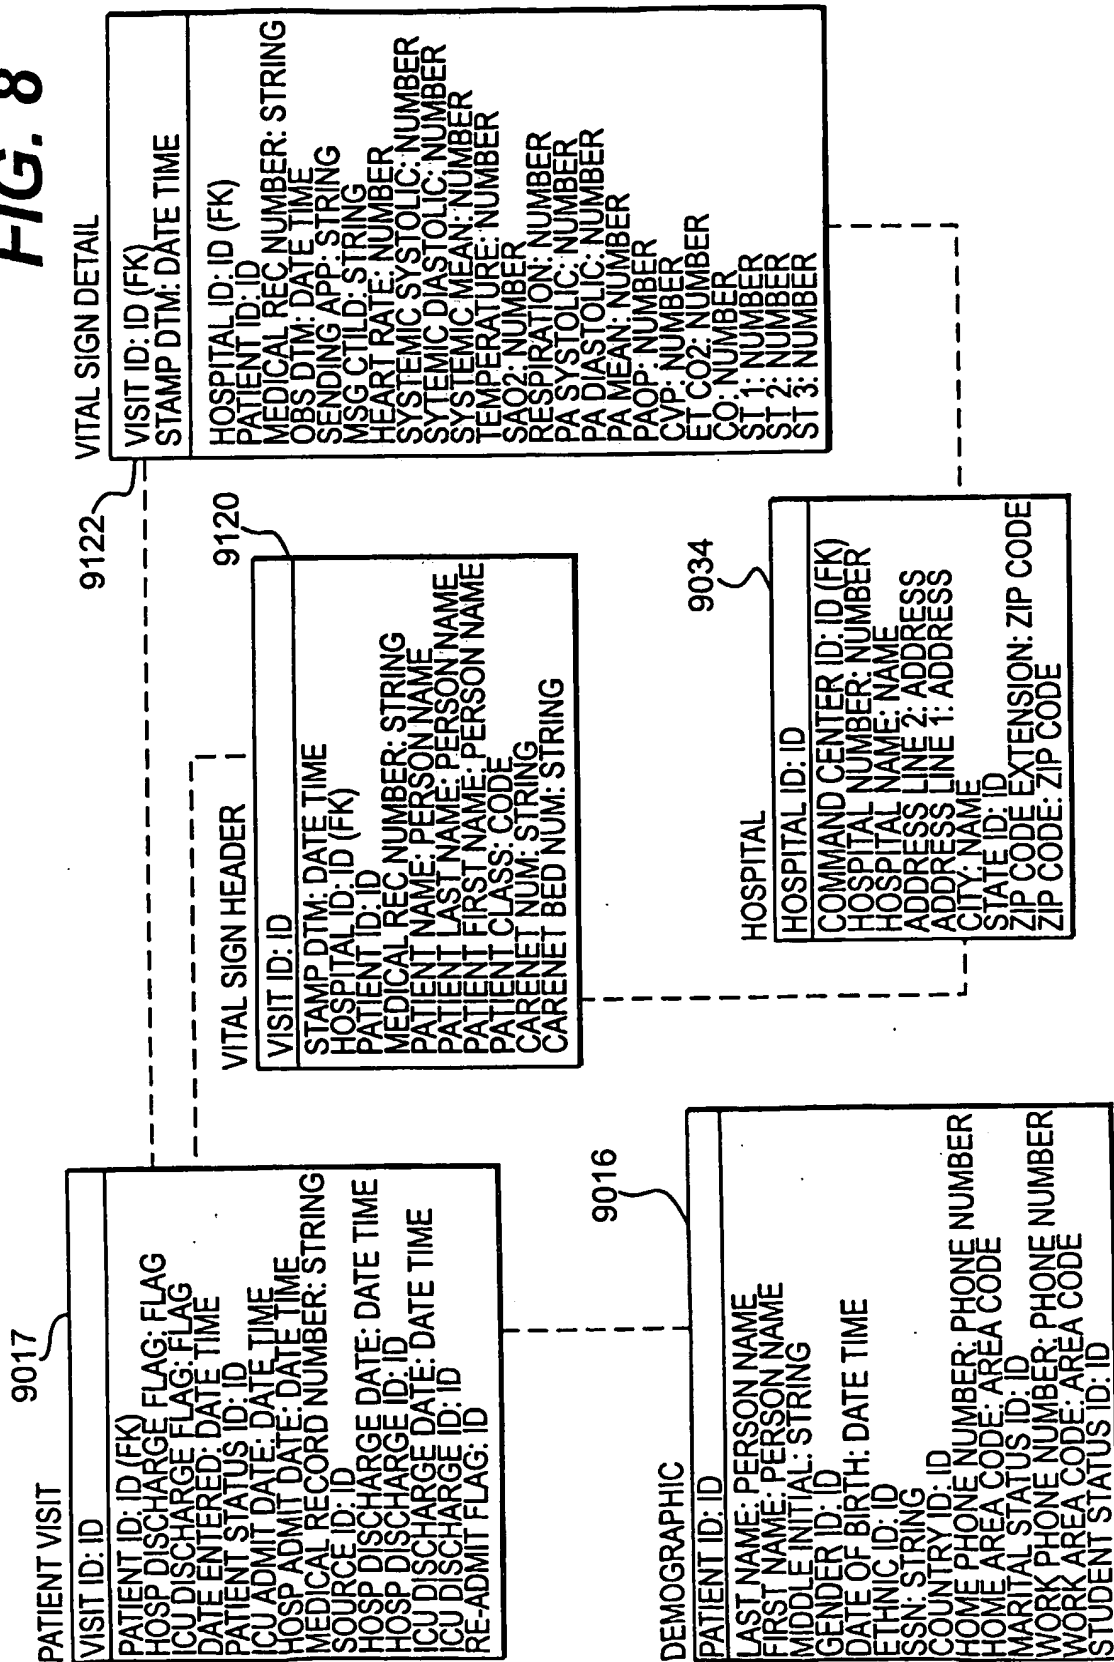 FIG. 8
PATIENT VISIT
9017
VISIT ID: ID
PATIENT ID: ID (FK)
HOSP DISCHARGE FLAG: FLAG
ICU DISCHARGE FLAG: FLAG
DATE ENTERED: DATE TIME
PATIENT STATUS ID: ID
ICU ADMIT DATE: DATE TIME
HOSP ADMIT DATE: DATE TIME
MEDICAL RECORD NUMBER: STRING
SOURCE ID: ID
HOSP DISCHARGE DATE: DATE TIME
HOSP DISCHARGE ID: ID
ICU DISCHARGE DATE: DATE TIME
ICU DISCHARGE ID: ID
RE-ADMIT FLAG: ID
VITAL SIGN HEADER
9120
VISIT ID: ID
STAMP DTM: DATE TIME
HOSPITAL ID: ID (FK)
PATIENT ID: ID
MEDICAL REC NUMBER: STRING
PATIENT NAME: PERSON NAME
PATIENT LAST NAME: PERSON NAME
PATIENT FIRST NAME: PERSON NAME
PATIENT CLASS: CODE
CARENET NUM: STRING
CARENET BED NUM: STRING
VITAL SIGN DETAIL
9122
VISIT ID: ID (FK)
STAMP DTM: DATE TIME
HOSPITAL ID: ID (FK)
PATIENT ID: ID
MEDICAL REC NUMBER: STRING
OBS DTM: DATE TIME
SENDING APP: STRING
MSG CTLID: STRING
HEART RATE: NUMBER
SYSTEMIC SYSTOLIC: NUMBER
SYTEMIC DIASTOLIC: NUMBER
SYSTEMIC MEAN: NUMBER
TEMPERATURE: NUMBER
SAO2: NUMBER
RESPIRATION: NUMBER
PA SYSTOLIC: NUMBER
PA DIASTOLIC: NUMBER
PA MEAN: NUMBER
PAOP: NUMBER
CVP: NUMBER
ET CO2: NUMBER
CO: NUMBER
ST 1: NUMBER
ST 2: NUMBER
ST 3: NUMBER
DEMOGRAPHIC
9016
PATIENT ID: ID
LAST NAME: PERSON NAME
FIRST NAME: PERSON NAME
MIDDLE INITIAL: STRING
GENDER ID: ID
DATE OF BIRTH: DATE TIME
ETHNIC ID: ID
SSN: STRING
COUNTRY ID: ID
HOME PHONE NUMBER: PHONE NUMBER
HOME AREA CODE: AREA CODE
MARITAL STATUS ID: ID
WORK PHONE NUMBER: PHONE NUMBER
WORK AREA CODE: AREA CODE
STUDENT STATUS ID: ID
HOSPITAL
9034
HOSPITAL ID: ID
COMMAND CENTER ID: ID (FK)
HOSPITAL NUMBER: NUMBER
HOSPITAL NAME: NAME
ADDRESS LINE 2: ADDRESS
ADDRESS LINE 1: ADDRESS
CITY: NAME
STATE ID: ID
ZIP CODE EXTENSION: ZIP CODE
ZIP CODE: ZIP CODE